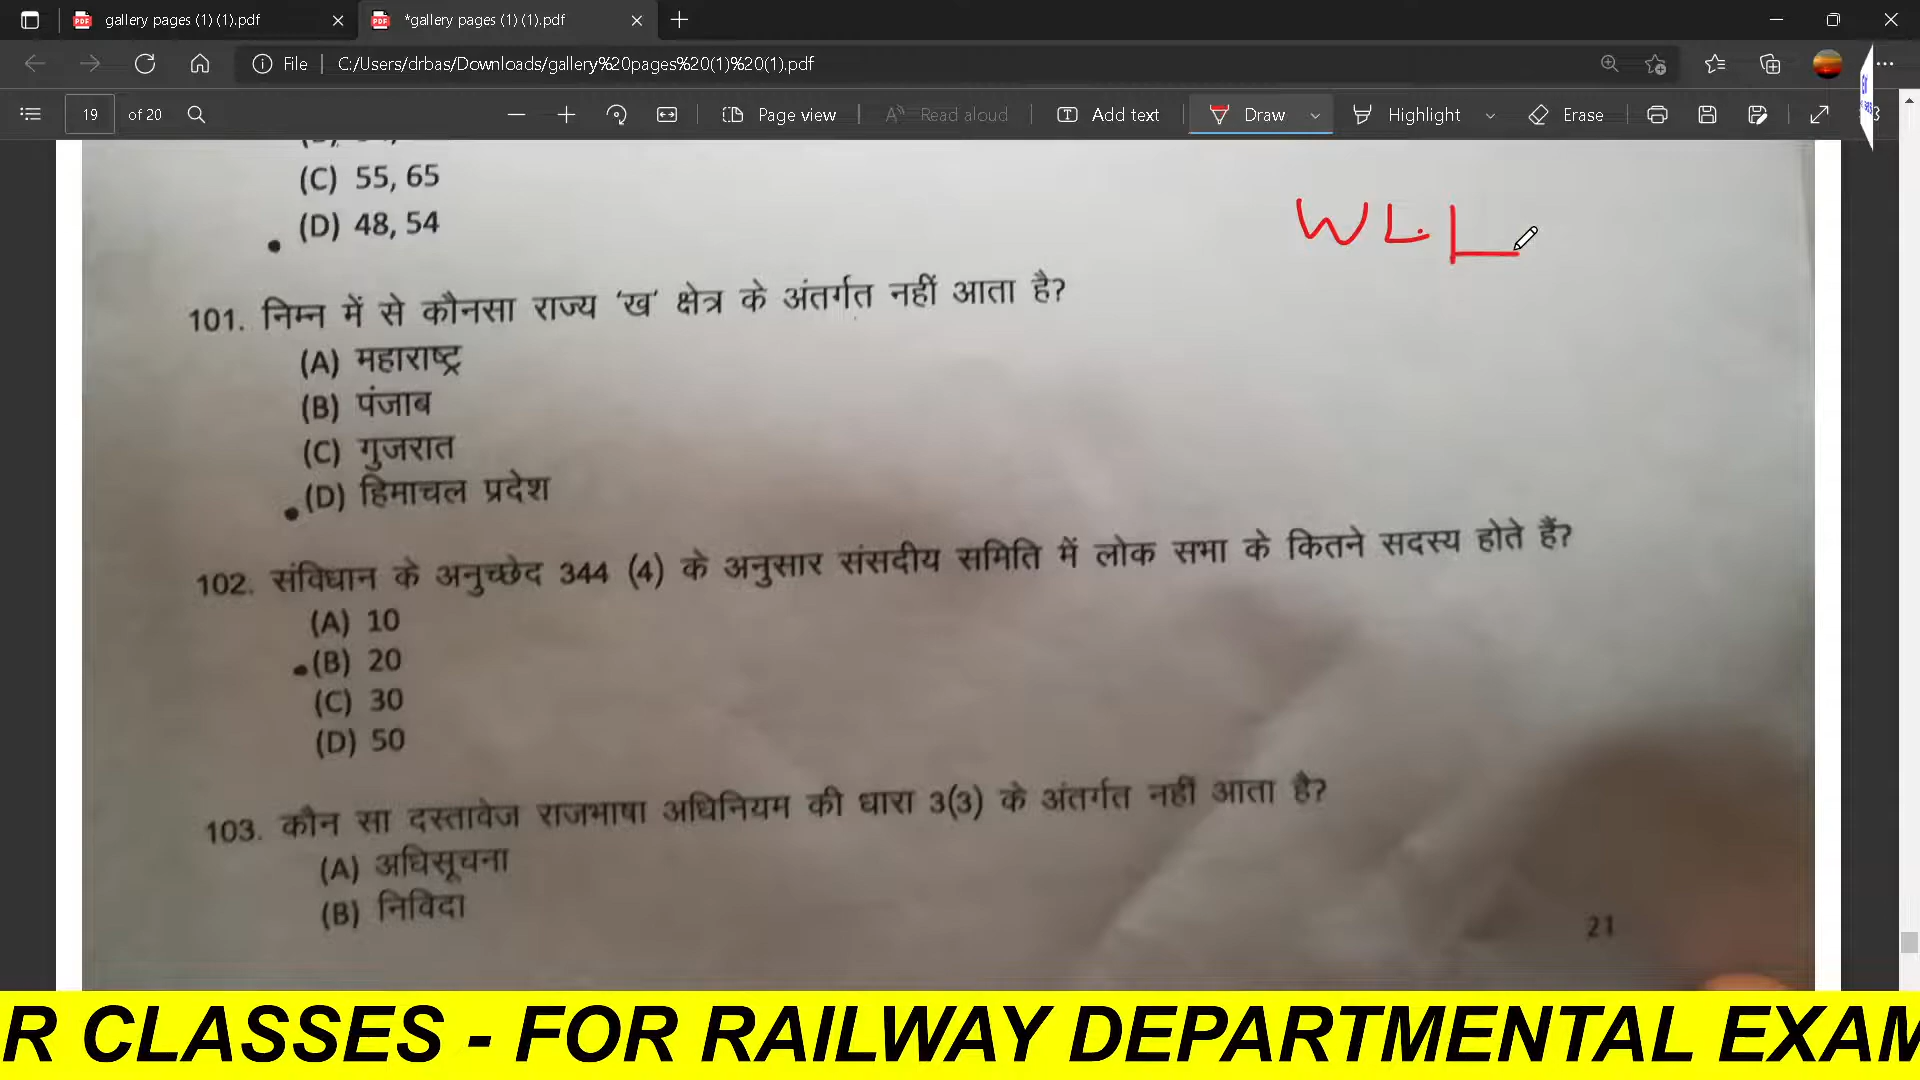 gallery pages (1) (1).pdf
*gallery pages (1) (1).pdf
File
C:/Users/drbas/Downloads/gallery%20pages%20(1)%20(1).pdf
19 of 20
Page view
Read aloud
Add text
Draw
Highlight
Erase
(C) 55, 65
(D) 48, 54
WLL
101. निम्न में से कौनसा राज्य ‘ख’ क्षेत्र के अंतर्गत नहीं आता है?
(A) महाराष्ट्र
(B) पंजाब
(C) गुजरात
(D) हिमाचल प्रदेश
102. संविधान के अनुच्छेद 344 (4) के अनुसार संसदीय समिति में लोक सभा के कितने सदस्य होते हैं?
(A) 10
(B) 20
(C) 30
(D) 50
103. कौन सा दस्तावेज राजभाषा अधिनियम की धारा 3(3) के अंतर्गत नहीं आता है?
(A) अधिसूचना
(B) निविदा
21
R CLASSES - FOR RAILWAY DEPARTMENTAL EXAM